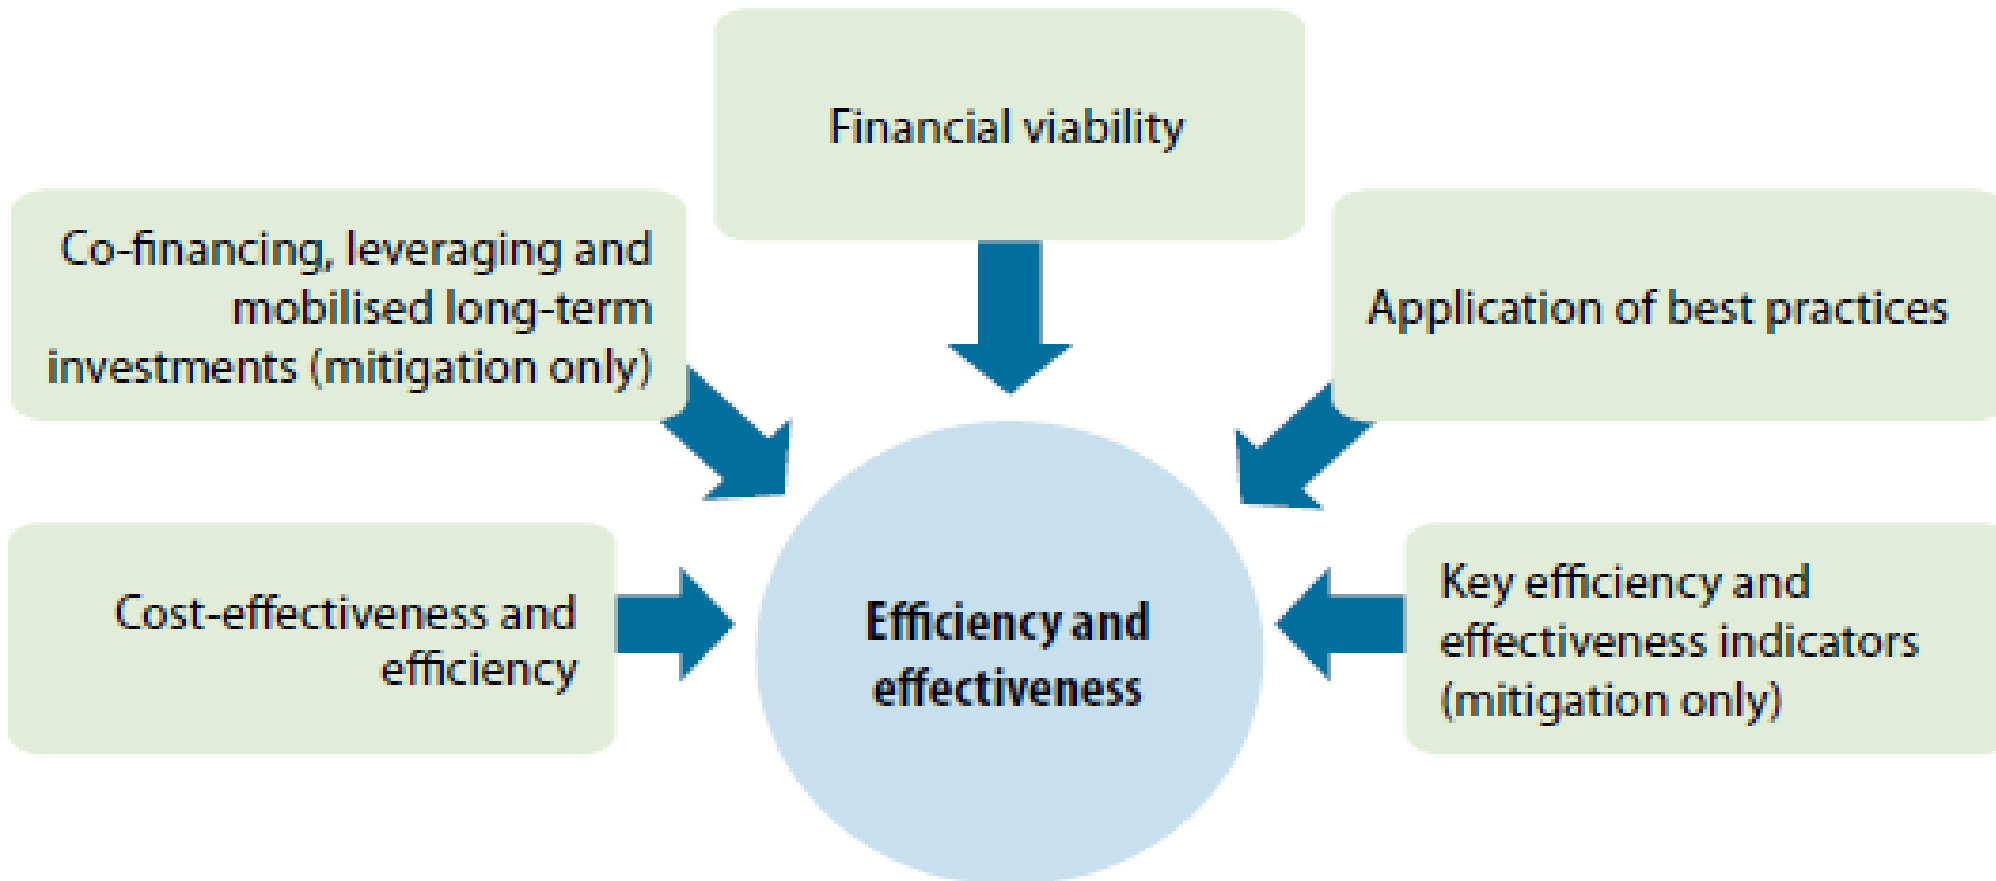 Financial viability
Co-financing, leveraging and
mobilised long-term
investments (mitigation only)
Application of best practices
Cost-effectiveness and
efficiency
Efficiency and
effectiveness
Key efficiency and
effectiveness indicators
(mitigation only)